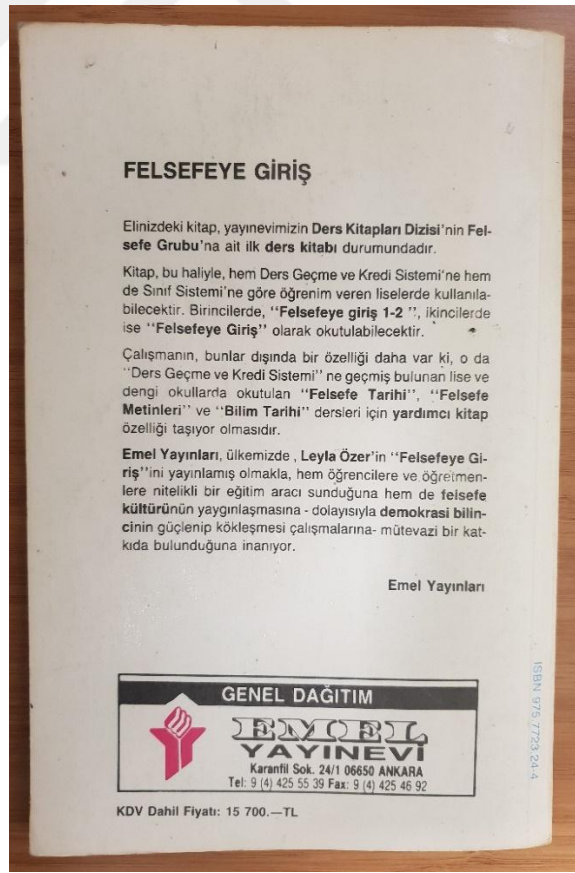 FELSEFEYE GİRİŞ
Elinizdeki kitap, yayınevimizin Ders Kitapları Dizisi'nin Fel-
sefe Grubu'na ait ilk ders kitabı durumundadır.
Kitap, bu haliyle, hem Ders Geçme ve Kredi Sistemi'ne hem
de Sınıf Sistemi'ne göre öğrenim veren liselerde kullanıla-
bilecektir. Birincilerde, "Felsefeye giriş 1-2 ", ikincilerde
ise "Felsefeye Giriş" olarak okutulabilecektir.
Çalışmanın, bunlar dışında bir özelliği daha var ki, o da
"Ders Geçme ve Kredi Sistemi" ne geçmiş bulunan lise ve
dengi okullarda okutulan "Felsefe Tarihi", "Felsefe
Metinleri" ve "Bilim Tarihi" dersleri için yardımcı kitap
özelliği taşıyor olmasıdır.
Emel Yayınları, ülkemizde , Leyla Özer'in "Felsefeye Gi-
riş"ini yayınlamış olmakla, hem öğrencilere ve öğretmen-
lere nitelikli bir eğitim aracı sunduğuna hem de felsefe
kültürünün yaygınlaşmasına - dolayısıyla demokrasi bilin-
cinin güçlenip kökleşmesi çalışmalarına- mütevazi bir kat-
kıda bulunduğuna inanıyor.
Emel Yayınları
GENEL DAĞITIM
EMEL
YAYINEVİ
Karanfil Sok. 24/1 06650 ANKARA
Tel: 9 (4) 425 55 39 Fax: 9 (4) 425 46 92
KDV Dahil Fiyatı: 15 700.—TL
ISBN 975.7723.24-4